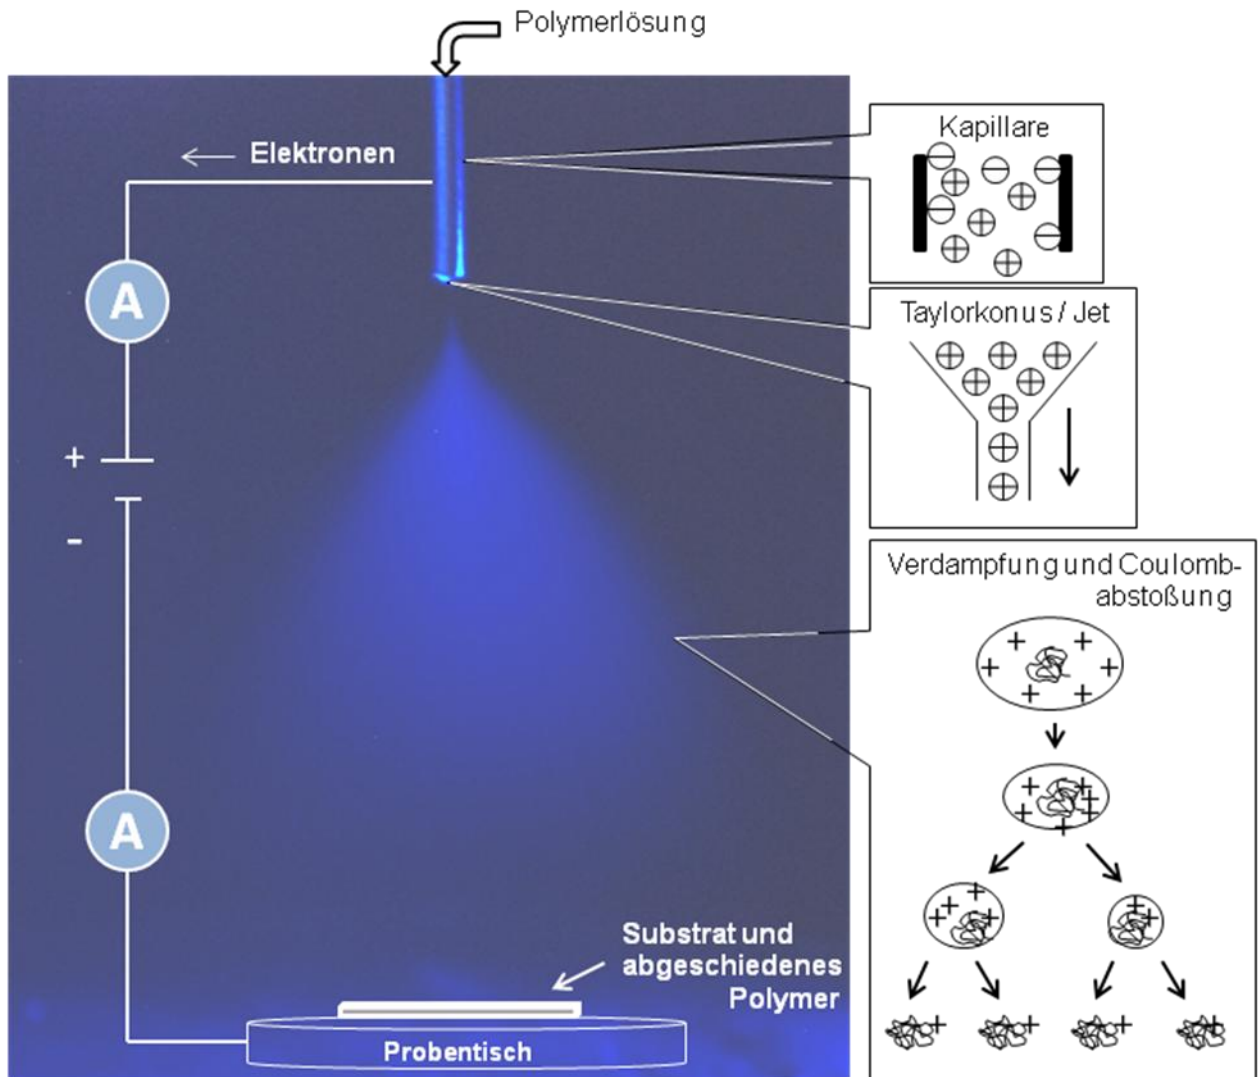 Polymerlösung
Elektronen
A
+
-
A
Substrat und
abgeschiedenes
Polymer
Probentisch
Kapillare
Taylorkonus / Jet
Verdampfung und Coulomb-
abstoßung